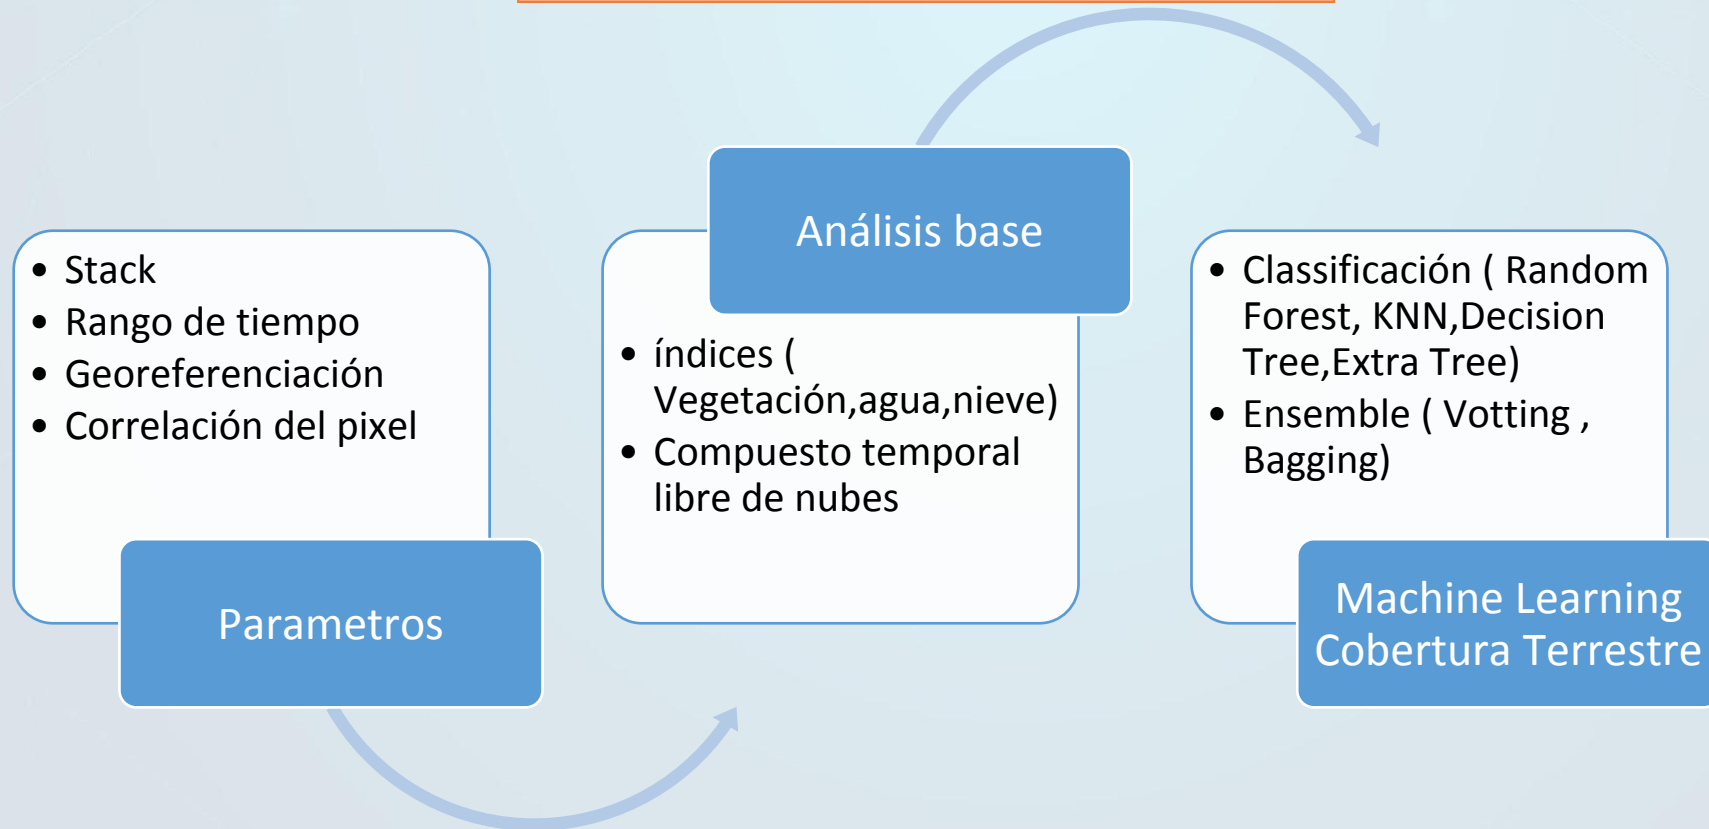 • Stack
• Rango de tiempo
• Georeferenciación
• Correlación del pixel
Parametros
Análisis base
• índices (
Vegetación,agua,nieve)
• Compuesto temporal
libre de nubes
• Classificación ( Random
Forest, KNN,Decision
Tree,Extra Tree)
• Ensemble ( Votting ,
Bagging)
Machine Learning
Cobertura Terrestre